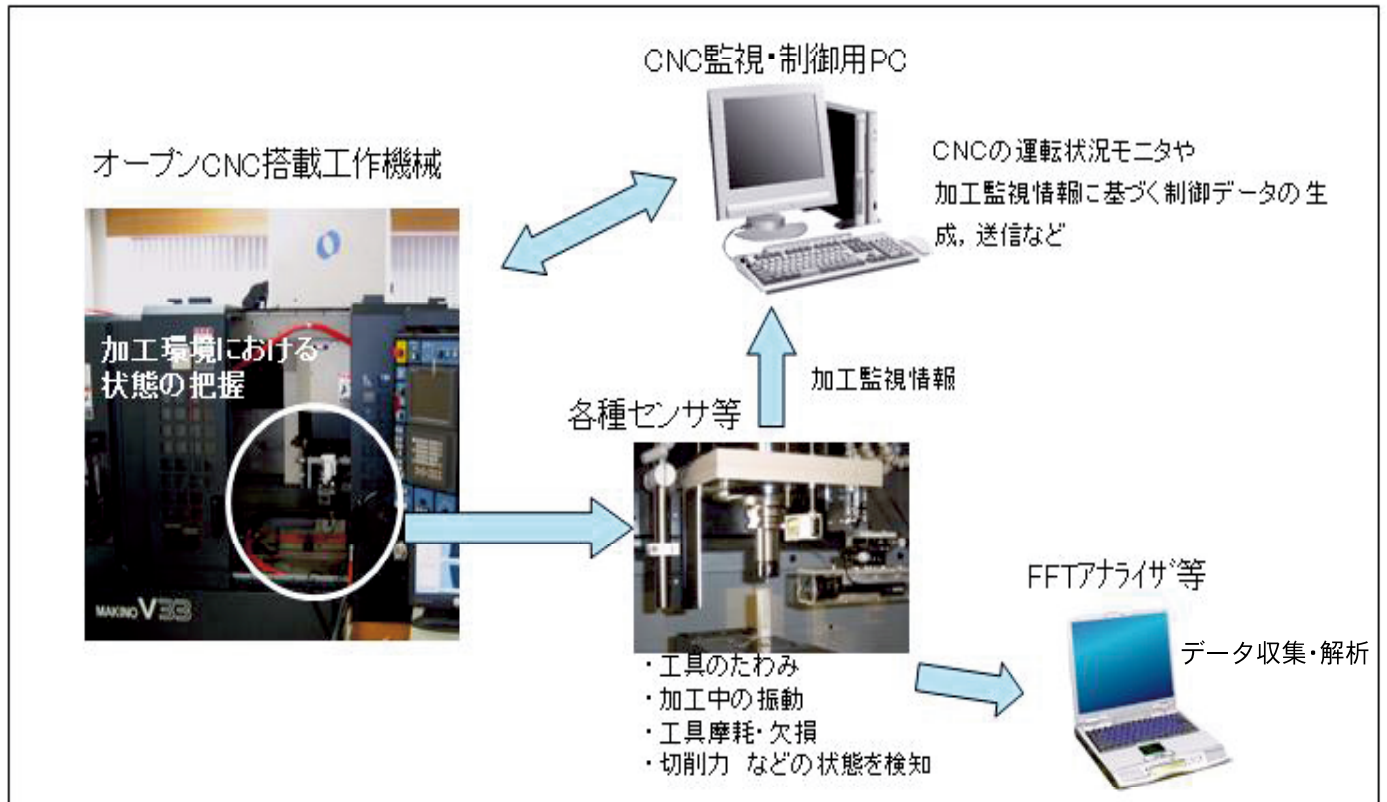 CNC監視・制御用PC
オープンCNC搭載工作機械
CNCの運転状況モニタや
加工監視情報に基づく制御データの生
成，送信など
加工環境における
状態の把握
加工監視情報
各種センサ等
MAKINO V33
FFTアナライザ等
データ収集・解析
・工具のたわみ
・加工中の振動
・工具摩耗・欠損
・切削力 などの状態を検知